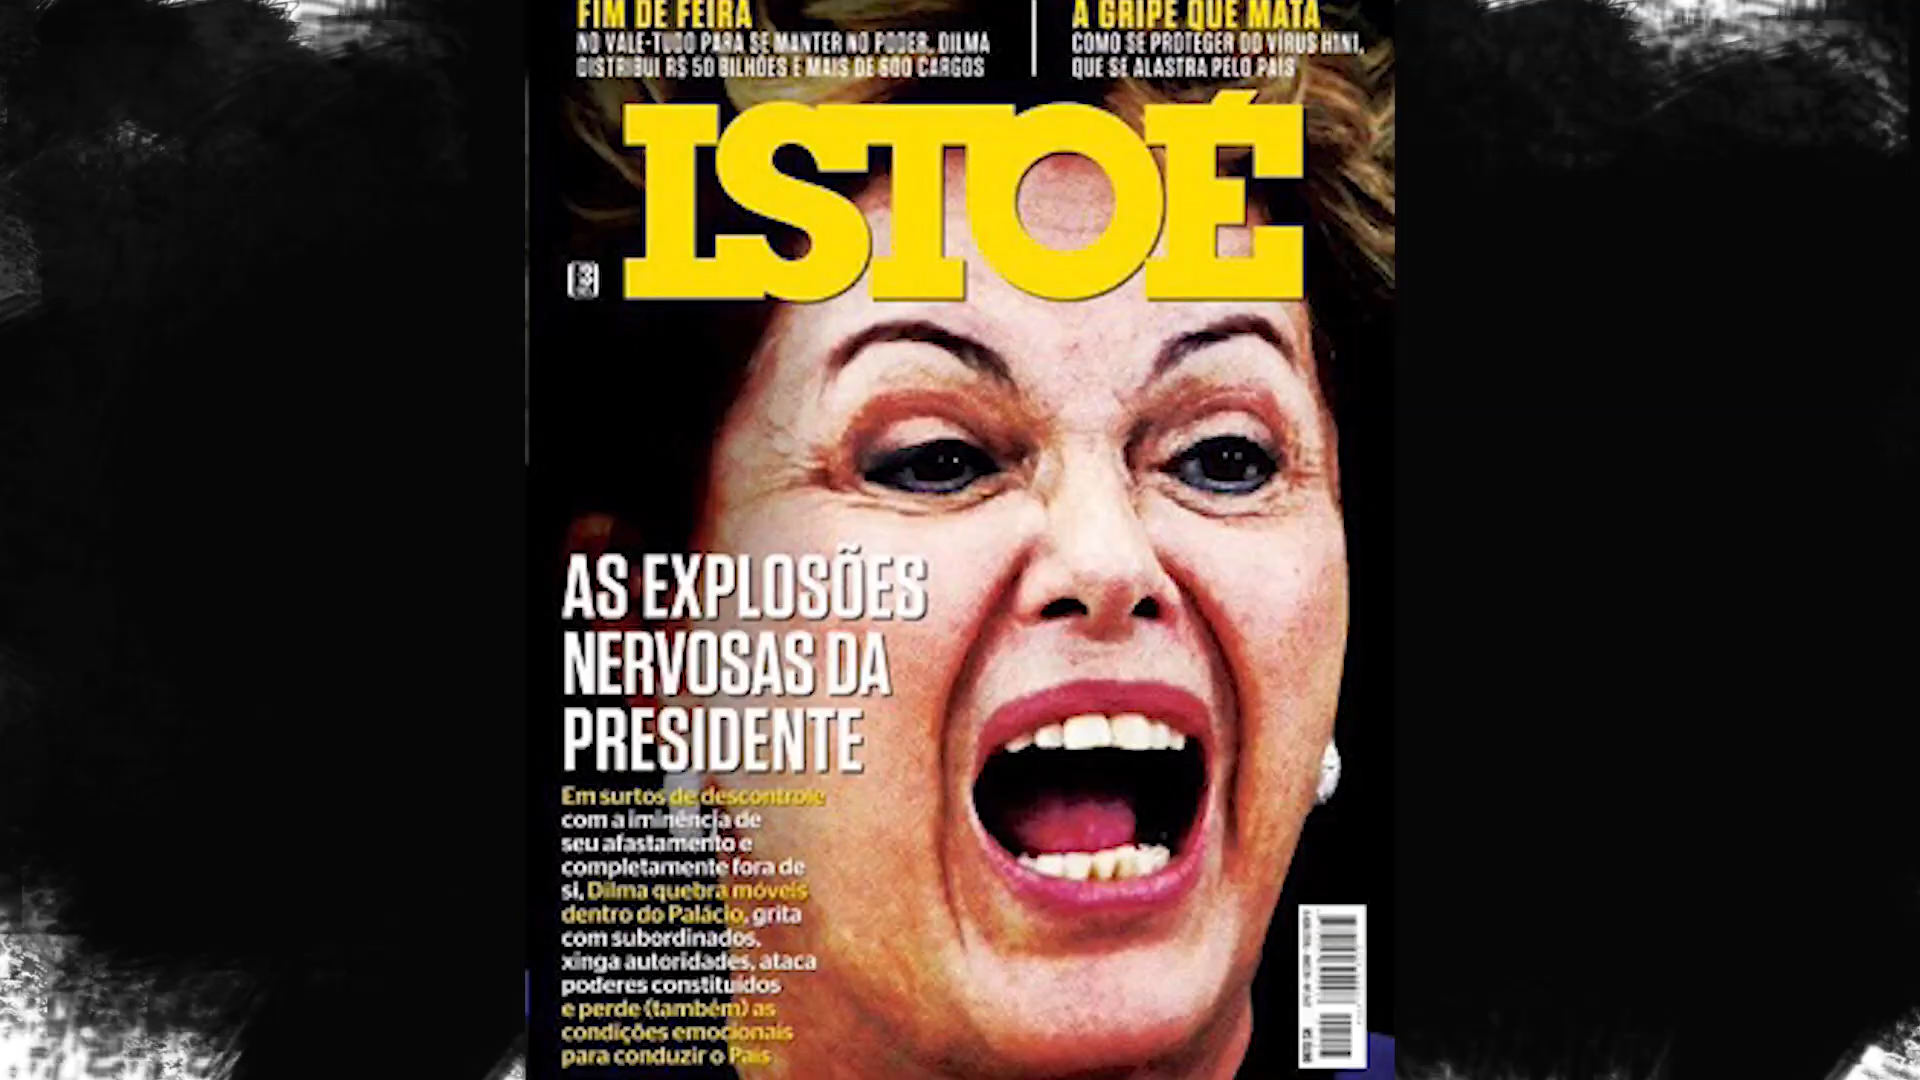 FIM DE FEIRA
NO VALE-TUDO PARA SE MANTER NO PODER, DILMA
DISTRIBUI R$ 50 BILHÕES E MAIS DE 600 CARGOS
A GRIPE QUE MATA
COMO SE PROTEGER DO VÍRUS H1N1,
QUE SE ALASTRA PELO PAÍS
ISTOÉ
AS EXPLOSÕES
NERVOSAS DA
PRESIDENTE
Em surtos de descontrole
com a iminência de
seu afastamento e
completamente fora de
si, Dilma quebra móveis
dentro do Palácio, grita
com subordinados,
xinga autoridades, ataca
poderes constituídos
e perde (também) as
condições emocionais
para conduzir o País